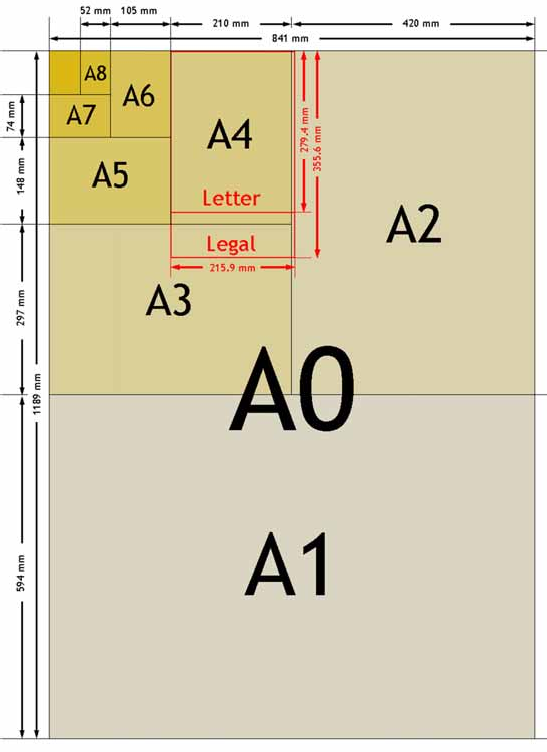 52 mm 105 mm 210 mm 420 mm
841 mm
A8
A7
A6
A5
A4
Letter
Legal
215.9 mm
279.4 mm
355.6 mm
A2
A3
A0
A1
74 mm
148 mm
297 mm
1189 mm
594 mm